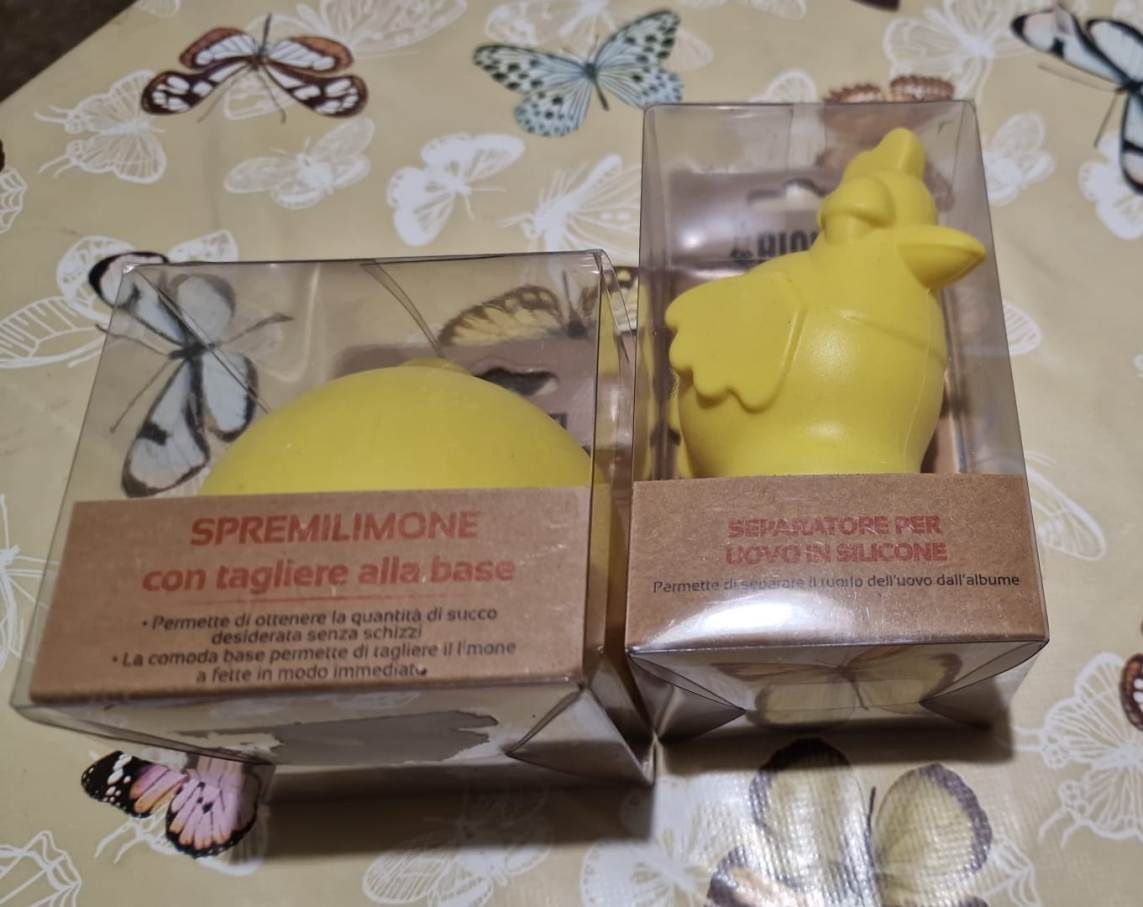 SPREMILIMONE
con tagliere alla base
• Permette di ottenere la quantità di succo
desiderata senza schizzi
• La comoda base permette di tagliere il limone
a fette in modo immediato
SEPARATORE PER
UOVO IN SILICONE
Permette di separare il tuorlo dell'uovo dall'albume